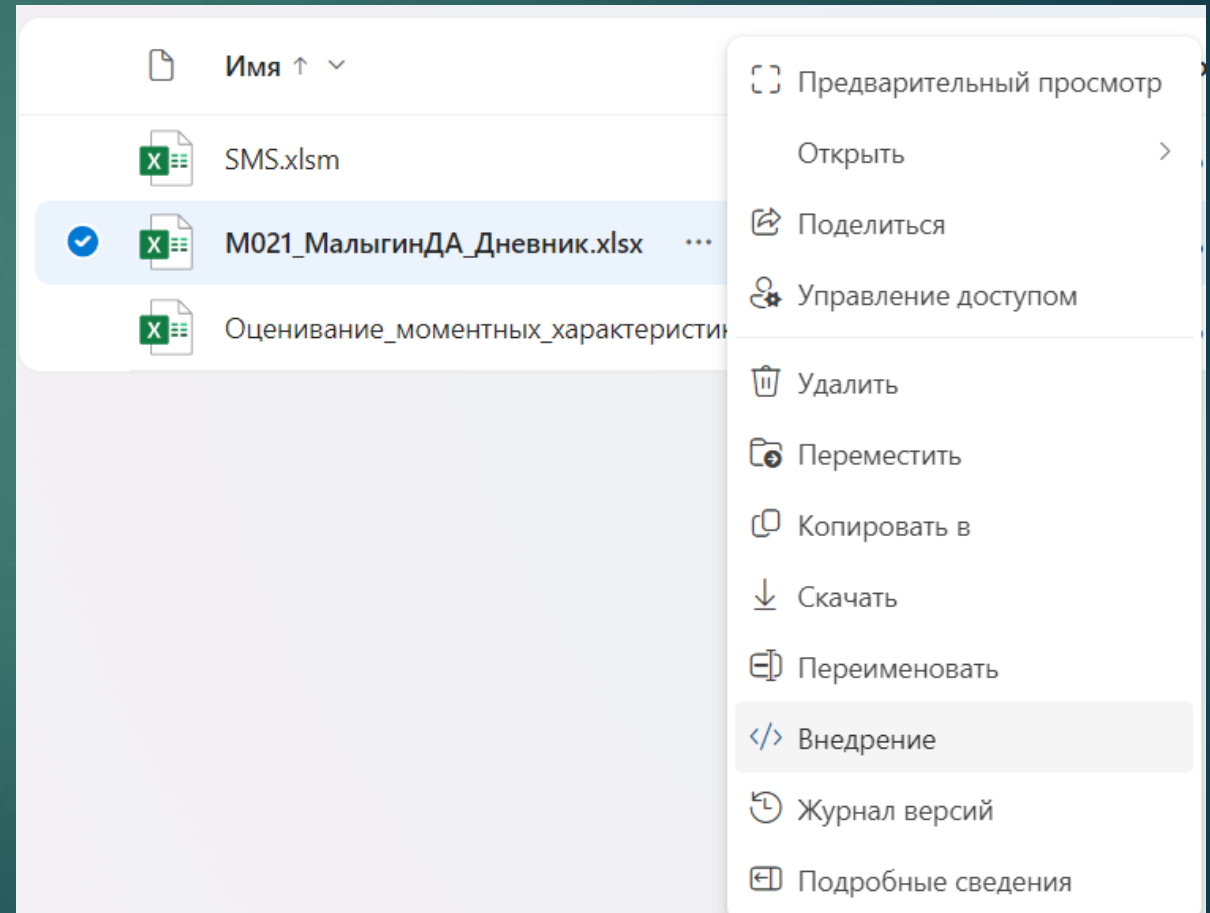 Имя
SMS.xlsm
М021_МалыгинДА_Дневник.xlsx
Оценивание_моментных_характеристик
Предварительный просмотр
Открыть
Поделиться
Управление доступом
Удалить
Переместить
Копировать в
Скачать
Переименовать
Внедрение
Журнал версий
Подробные сведения